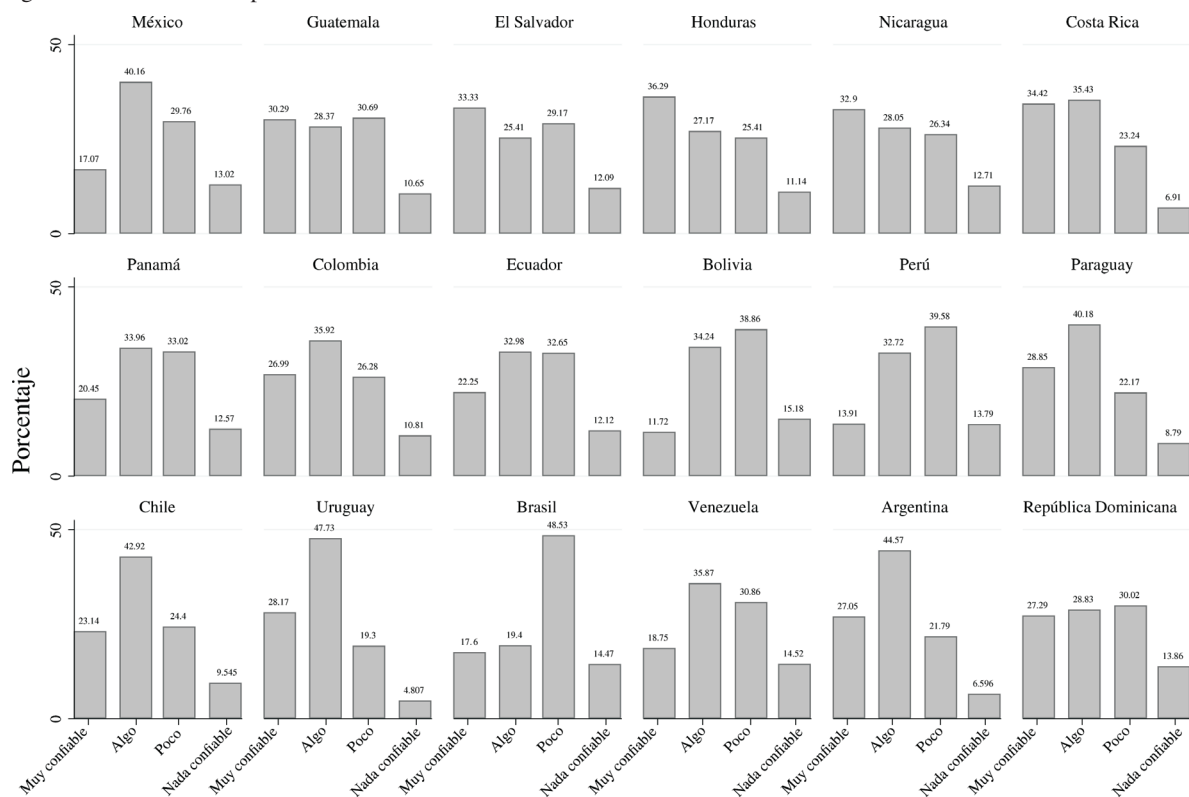 México Guatemala El Salvador Honduras Nicaragua Costa Rica
50
40.16
36.29
33.33 32.9 34.42 35.43
30.29 28.37 30.69 29.17
29.76 25.41 27.17 25.41 28.05 26.34 23.24
17.07
13.02 10.65 12.09 11.14 12.71 6.91
0
Panamá Colombia Ecuador Bolivia Perú Paraguay
50
33.96 33.02 35.92 32.98 32.65 34.24 38.86 32.72 39.58 40.18
20.45 26.99 26.28 22.25 28.85 22.17
12.57 10.81 12.12 11.72 15.18 13.91 13.79 8.79
0
Porcentaje
Chile Uruguay Brasil Venezuela Argentina República Dominicana
50
42.92 47.73 48.53 35.87 30.86 44.57
23.14 24.4 28.17 19.3 17.6 19.4 18.75 27.05 21.79 27.29 28.83 30.02
9.545 4.807 14.47 14.52 6.596 13.86
0
Muy confiable Algo Poco Nada confiable Muy confiable Algo Poco Nada confiable Muy confiable Algo Poco Nada confiable Muy confiable Algo Poco Nada confiable Muy confiable Algo Poco Nada confiable Muy confiable Algo Poco Nada confiable